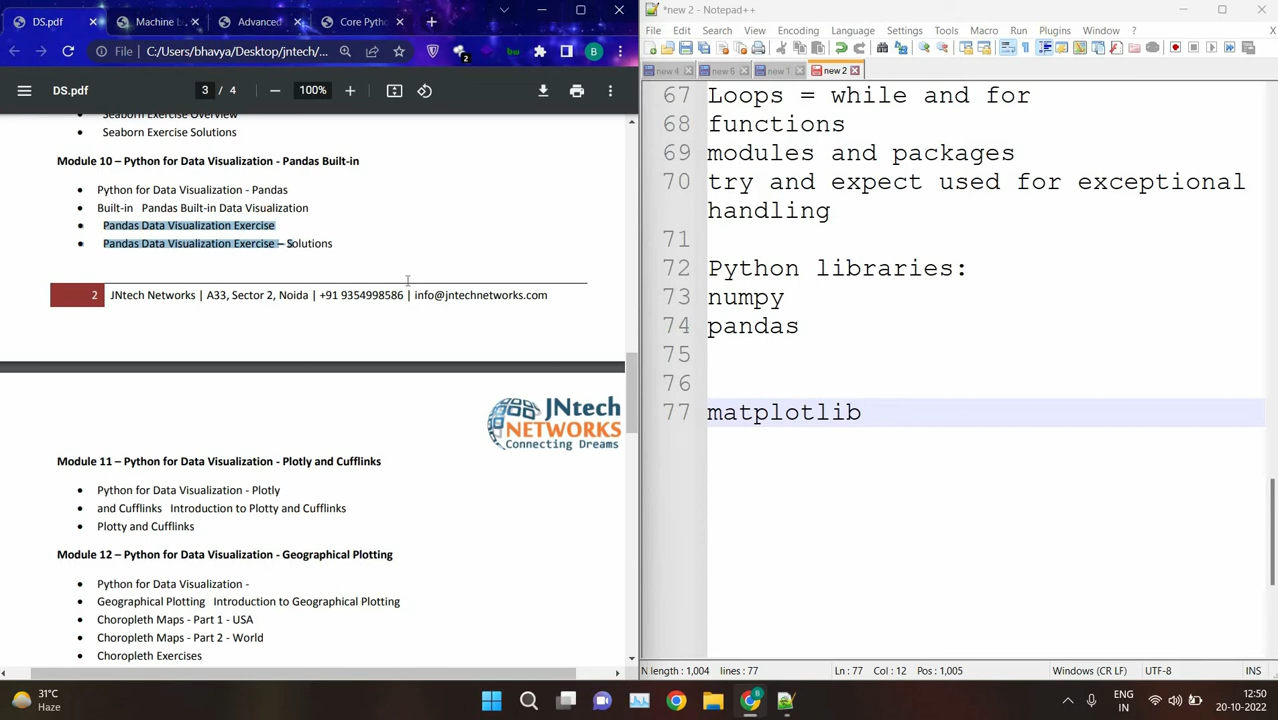 DS.pdf
Machine L
Advanced
Core Pytho
File
C:/Users/bhavya/Desktop/jntech/...
B
2
DS.pdf
3 / 4
100%
Seaborn Exercise Overview
Seaborn Exercise Solutions
Module 10 – Python for Data Visualization - Pandas Built-in
Python for Data Visualization - Pandas
Built-in Pandas Built-in Data Visualization
Pandas Data Visualization Exercise
Pandas Data Visualization Exercise – Solutions
2 JNtech Networks | A33, Sector 2, Noida | +91 9354998586 | info@jntechnetworks.com
JNtech
NETWORKS
Connecting Dreams
Module 11 – Python for Data Visualization - Plotly and Cufflinks
Python for Data Visualization - Plotly
and Cufflinks Introduction to Plotty and Cufflinks
Plotty and Cufflinks
Module 12 – Python for Data Visualization - Geographical Plotting
Python for Data Visualization -
Geographical Plotting Introduction to Geographical Plotting
Choropleth Maps - Part 1 - USA
Choropleth Maps - Part 2 - World
Choropleth Exercises
*new 2 - Notepad++
File Edit Search View Encoding Language Settings Tools Macro Run Plugins Window ?
new 4 new 6 new 1 new 2
67 Loops = while and for
68 functions
69 modules and packages
70 try and expect used for exceptional
handling
71
72 Python libraries:
73 numpy
74 pandas
75
76
77 matplotlib
N length : 1,004 lines : 77 Ln : 77 Col : 12 Pos : 1,005 Windows (CR LF) UTF-8 INS
31°C
Haze
B
ENG
IN
12:50
20-10-2022